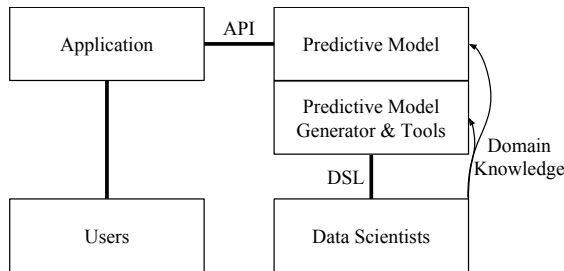 Application
API
Predictive Model
Predictive Model
Generator & Tools
Domain
Knowledge
DSL
Users
Data Scientists